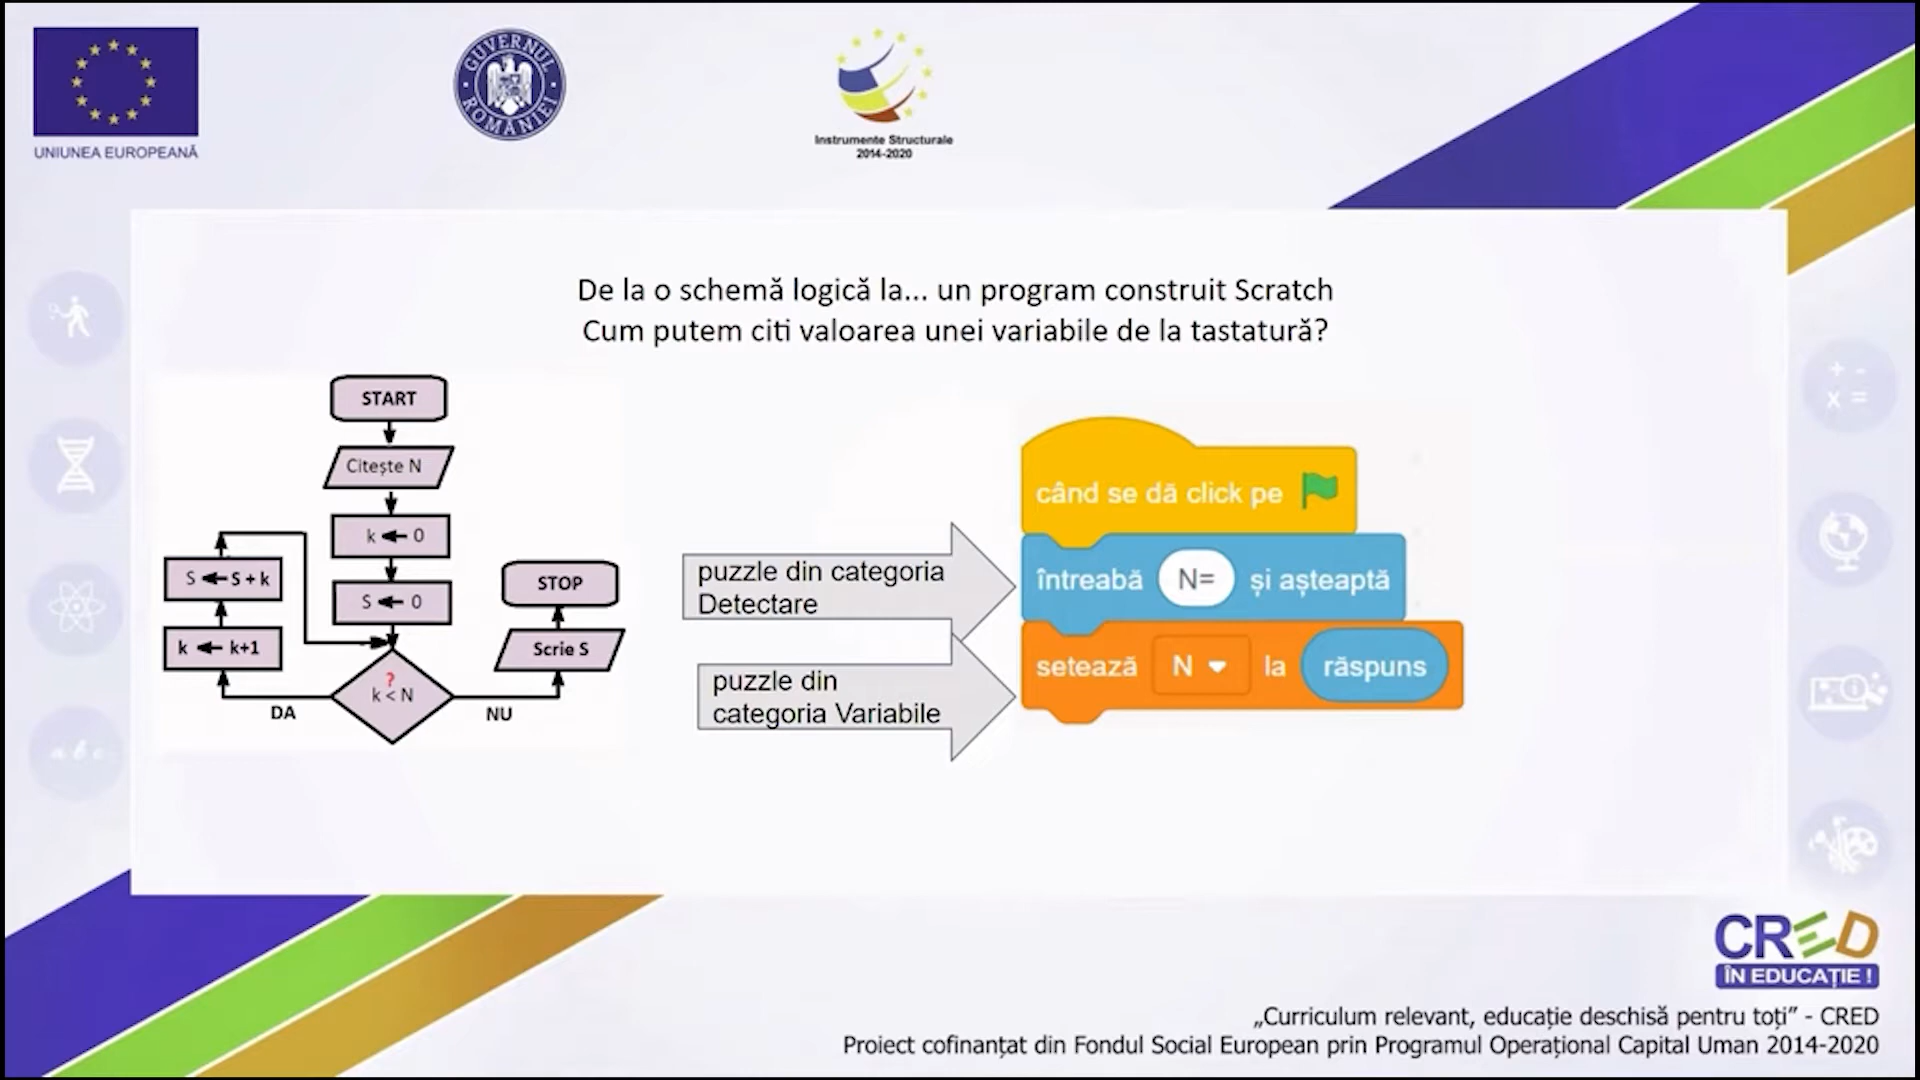 UNIUNEA EUROPEANĂ
GUVERNUL ROMÂNIEI
Instrumente Structurale
2014-2020
De la o schemă logică la... un program construit Scratch
Cum putem citi valoarea unei variabile de la tastatură?
START
Citește N
k ← 0
S ← 0
?
k < N
DA
k ← k+1
S ← S + k
NU
Scrie S
STOP
puzzle din categoria
Detectare
puzzle din
categoria Variabile
când se dă click pe
întreabă N= și așteaptă
setează N la răspuns
+ -
x =
a b c
CRED
ÎN EDUCAȚIE !
„Curriculum relevant, educație deschisă pentru toți” - CRED
Proiect cofinanțat din Fondul Social European prin Programul Operațional Capital Uman 2014-2020